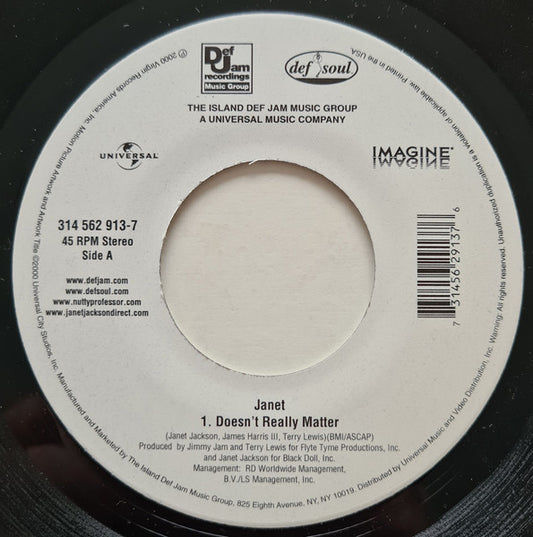 Def
Jam
recordings
Music Group
def soul
THE ISLAND DEF JAM MUSIC GROUP
A UNIVERSAL MUSIC COMPANY
UNIVERSAL
IMAGINE
314 562 913-7
45 RPM Stereo
Side A
www.defjam.com
www.defsoul.com
www.nuttyprofessor.com
www.janetjacksondirect.com
7 31456 29137 6
Janet
1. Doesn't Really Matter
(Janet Jackson, James Harris III, Terry Lewis)(BMI/ASCAP)
Produced by Jimmy Jam and Terry Lewis for Flyte Tyme Productions, Inc.
and Janet Jackson for Black Doll, Inc.
Management: RD Worldwide Management,
B.V./LS Management, Inc.
℗2000 Virgin Records America, Inc. Motion Picture Artwork and Artwork Title ©2000 Universal City Studios, Inc. Manufactured and Marketed by The Island Def Jam Music Group, 825 Eighth Avenue, NY, NY 10019. Distributed by Universal Music and Video Distribution, Inc. Warning: All rights reserved. Unauthorized duplication is a violation of applicable law. Printed in the USA.